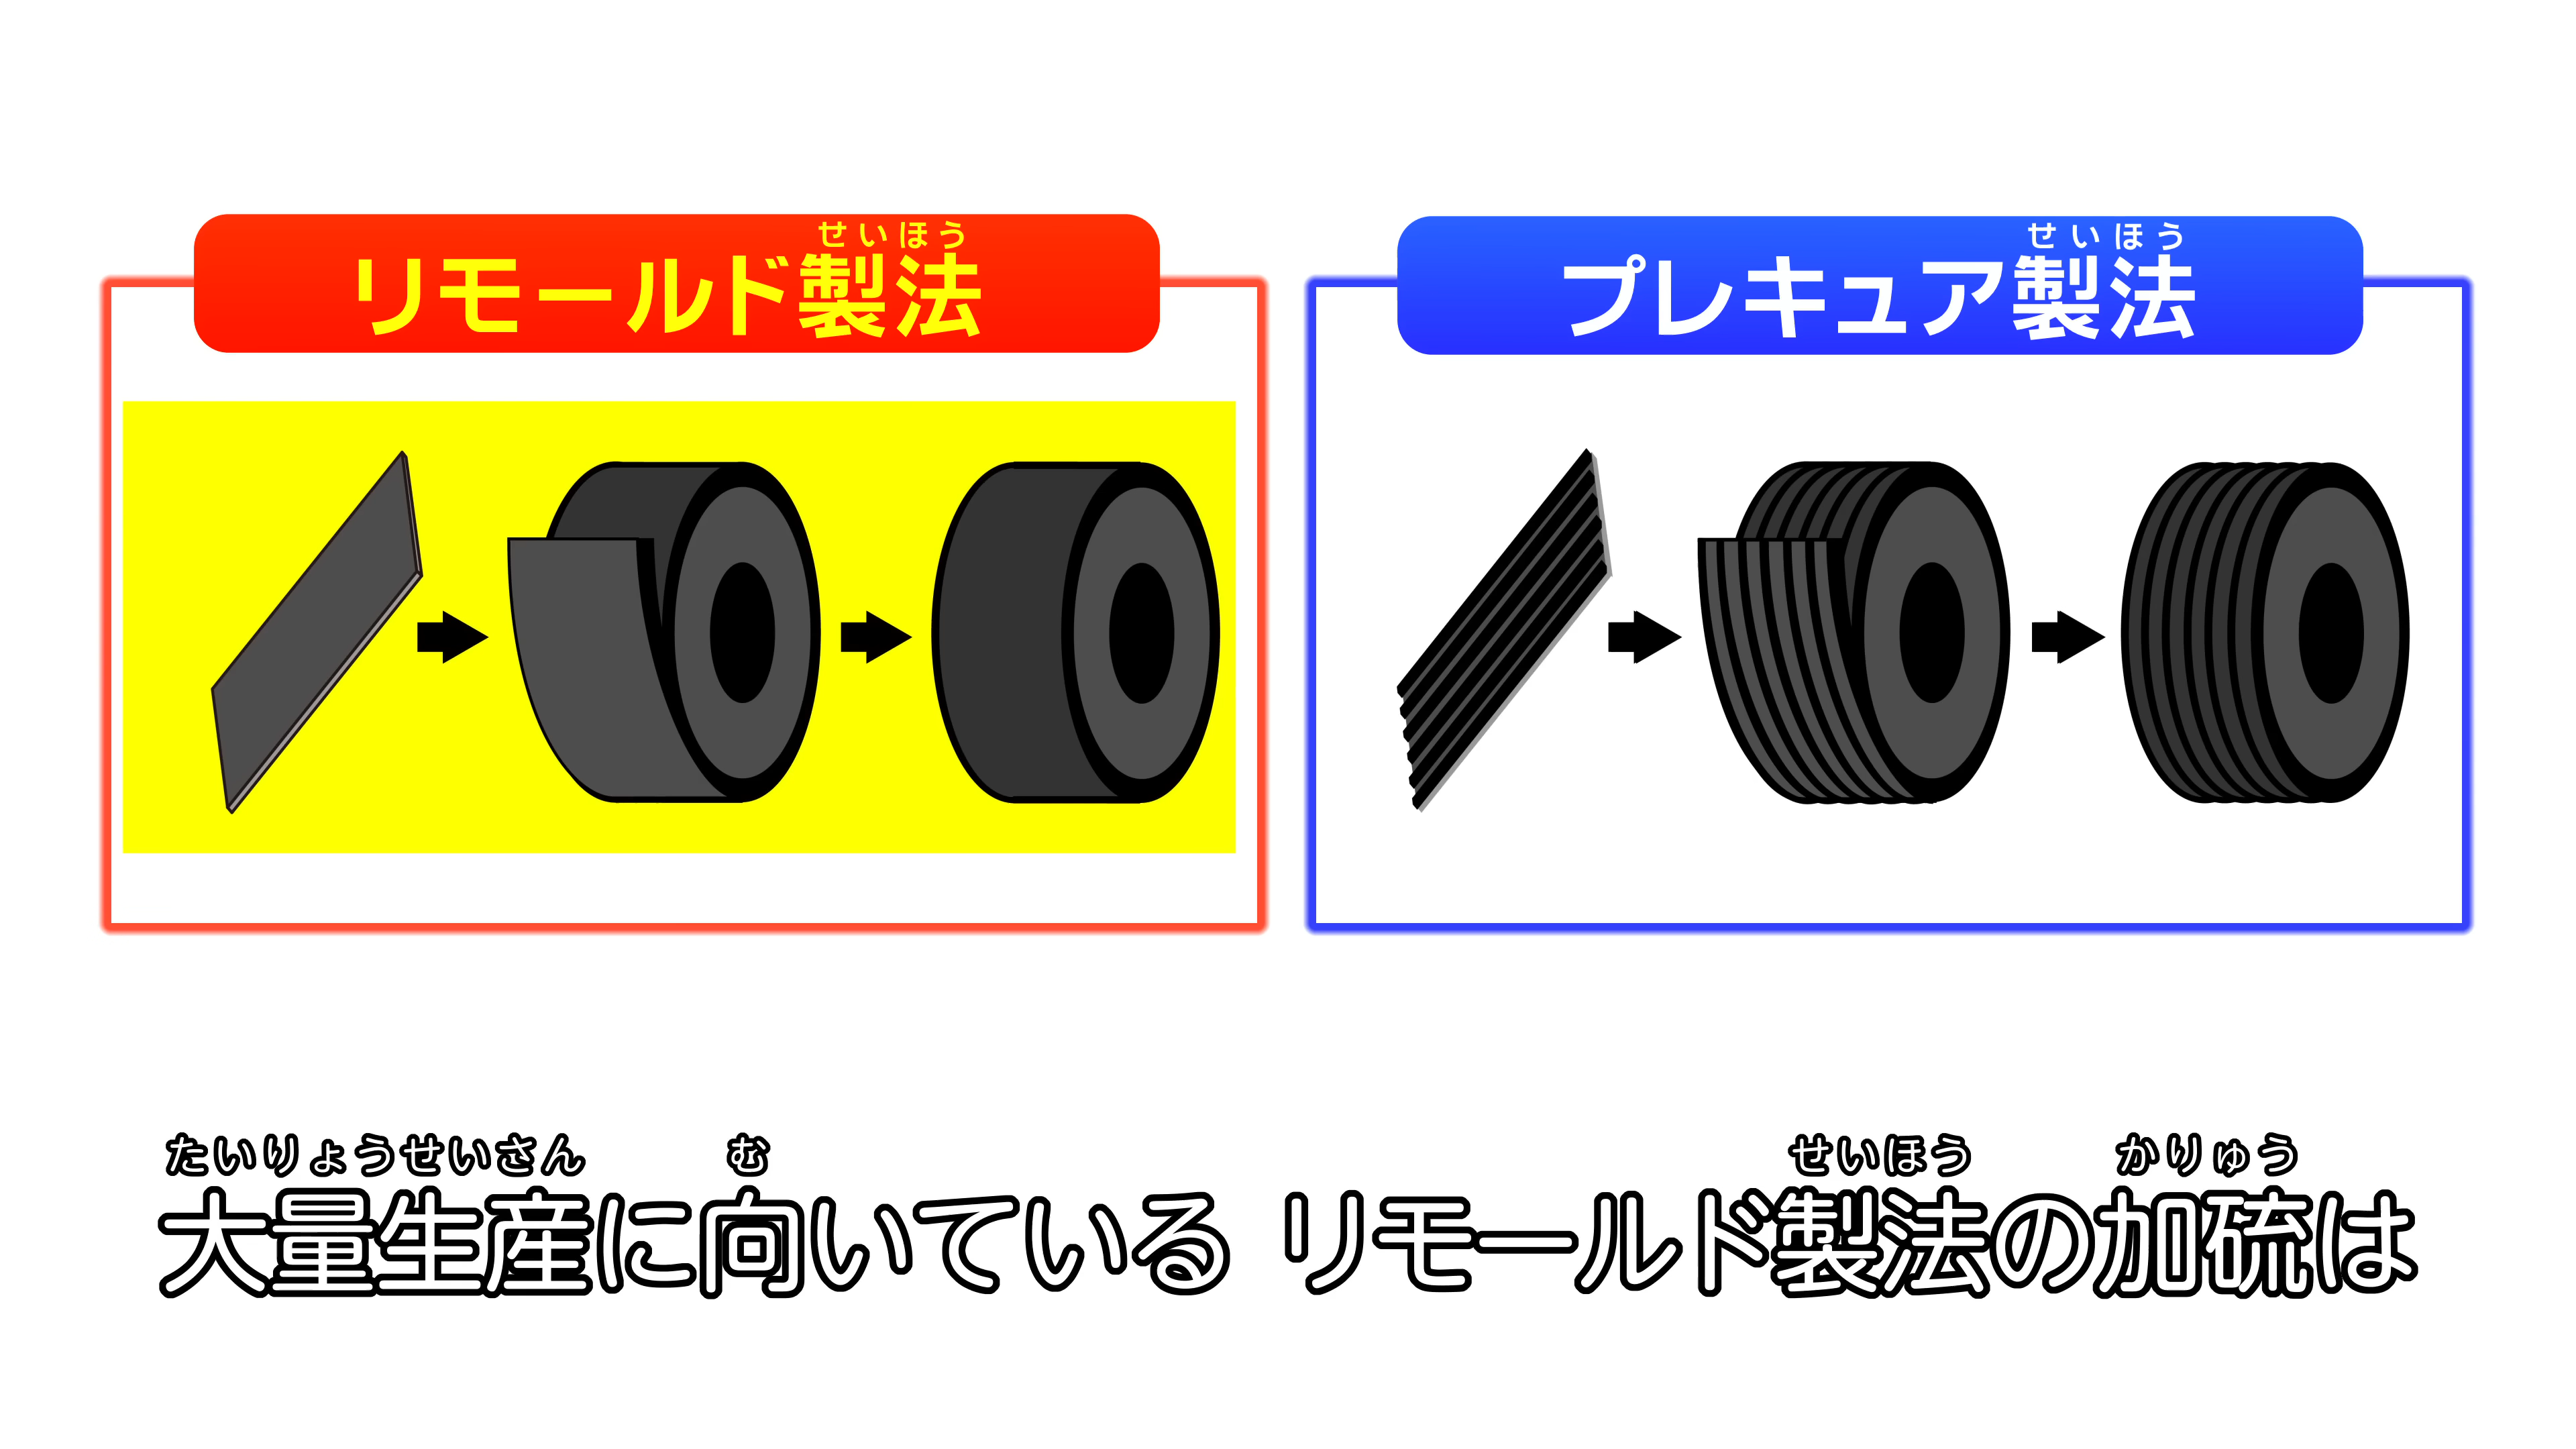 せいほう
リモールド製法
せいほう
プレキュア製法
たいりょうせいさん む せいほう かりゅう
大量生産に向いている リモールド製法の加硫は